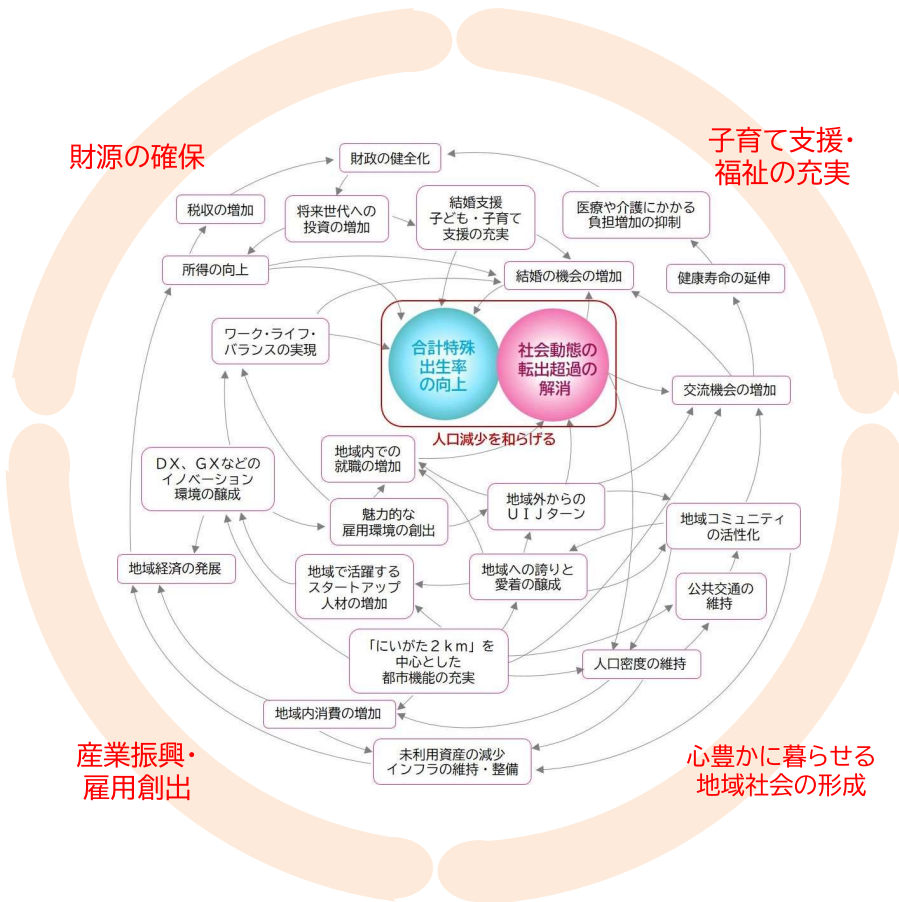 財源の確保
子育て支援・
福祉の充実
財政の健全化
税収の増加
将来世代への
投資の増加
結婚支援
子ども・子育て
支援の充実
医療や介護にかかる
負担増加の抑制
所得の向上
結婚の機会の増加
健康寿命の延伸
ワーク・ライフ・
バランスの実現
合計特殊
出生率
の向上
社会動態の
転出超過の
解消
交流機会の増加
人口減少を和らげる
地域内での
就職の増加
ＤＸ、ＧＸなどの
イノベーション
環境の醸成
魅力的な
雇用環境の創出
地域外からの
ＵＩＪターン
地域コミュニティ
の活性化
地域経済の発展
地域で活躍する
スタートアップ
人材の増加
地域への誇りと
愛着の醸成
公共交通の
維持
「にいがた２ｋｍ」を
中心とした
都市機能の充実
人口密度の維持
地域内消費の増加
未利用資産の減少
インフラの維持・整備
産業振興・
雇用創出
心豊かに暮らせる
地域社会の形成